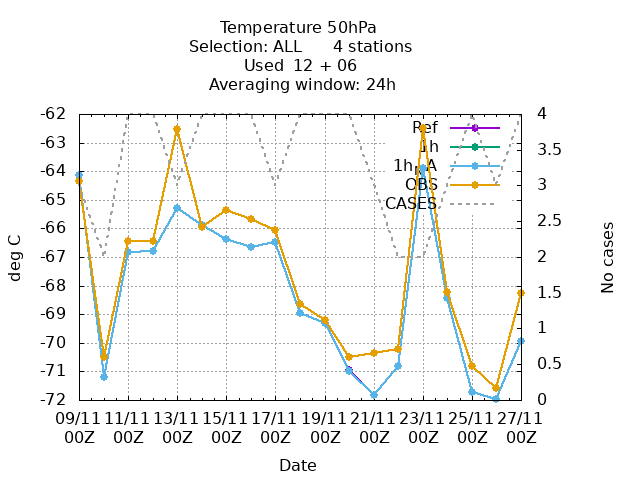 Temperature 50hPa
Selection: ALL 4 stations
Used 12 + 06
Averaging window: 24h
-62
-63
-64
-65
-66
-67
-68
-69
-70
-71
-72
deg C
4
3.5
3
2.5
2
1.5
1
0.5
0
No cases
Ref
1h
OBS
CASES
09/11 11/11 13/11 15/11 17/11 19/11 21/11 23/11 25/11 27/11
00Z 00Z 00Z 00Z 00Z 00Z 00Z 00Z 00Z 00Z
Date